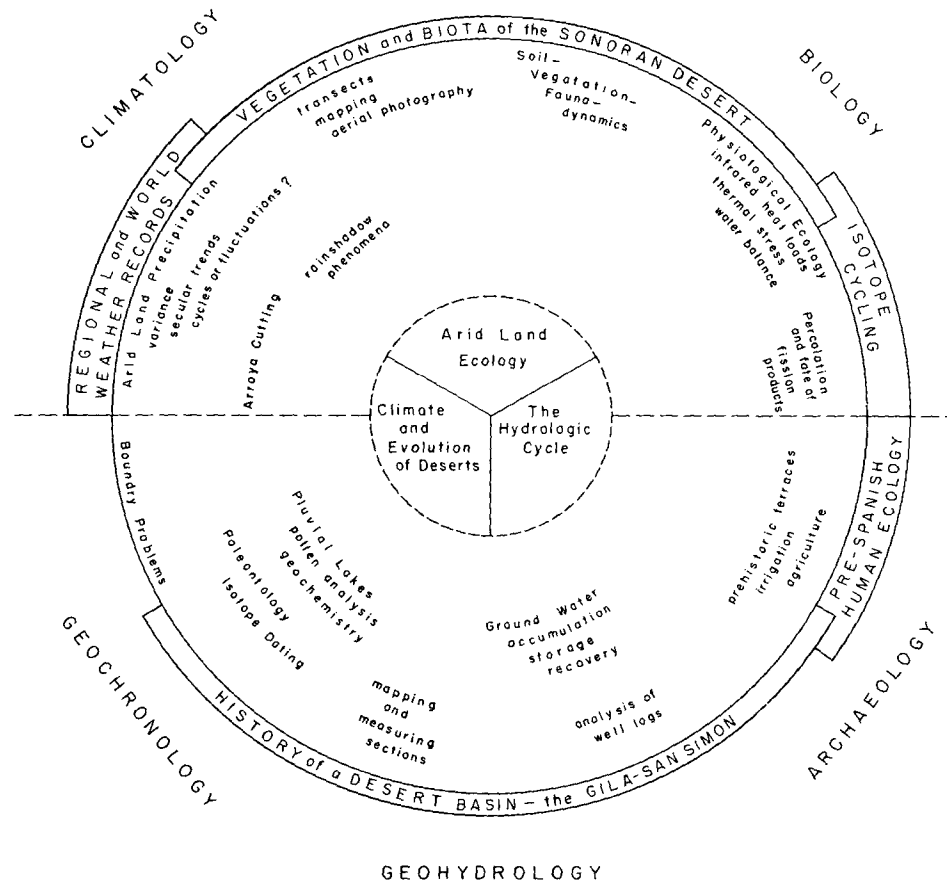 CLIMATOLOGY
BIOLOGY
VEGETATION and BIOTA of the SONORAN DESERT
REGIONAL and WORLD
WEATHER RECORDS
ISOTOPE
CYCLING
transects
mapping
aerial photography
Soil-
Vegatation-
Fauna-
dynamics
Physiological Ecology
infrared heat loads
thermal stress
water balance
Arid Land Precipitation
variance
secular trends
cycles or fluctuations?
rainshadow
phenomena
Arroya Cutting
Percolation
and fate of
fission
products
Arid Land
Ecology
Climate
and
Evolution
of Deserts
The
Hydrologic
Cycle
Boundry Problems
Pluvial Lakes
pollen analysis
geochemistry
Paleontology
Isotope Dating
mapping
and
measuring
sections
Ground Water
accumulation
storage
recovery
analysis of
well logs
prehistoric terraces
irrigation
agriculture
PRE-SPANISH
HUMAN ECOLOGY
HISTORY of a DESERT BASIN - the GILA-SAN SIMON
GEOCHRONOLOGY
ARCHAEOLOGY
GEOHYDROLOGY